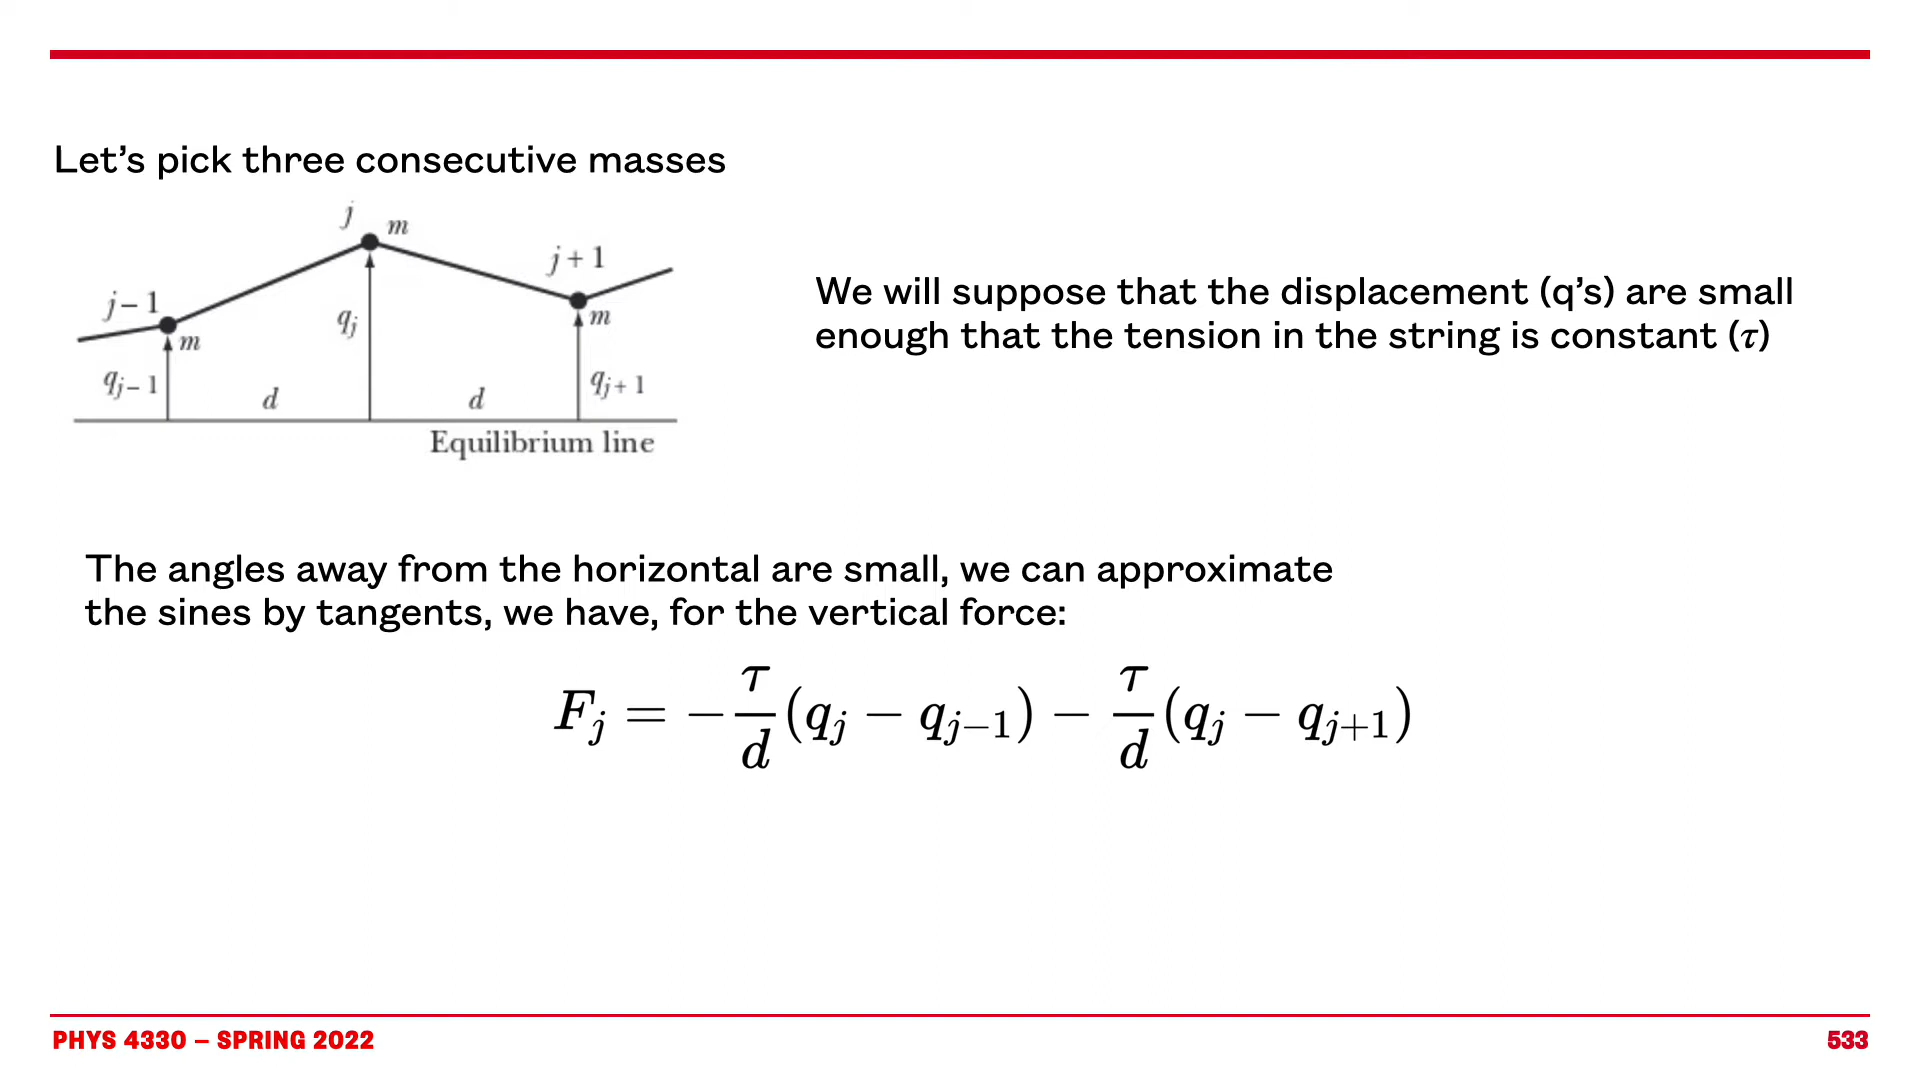 Let’s pick three consecutive masses
j
m
j + 1
j – 1
m
q_j
m
q_{j – 1}
d
d
q_{j + 1}
Equilibrium line
We will suppose that the displacement (q’s) are small
enough that the tension in the string is constant (τ)
The angles away from the horizontal are small, we can approximate
the sines by tangents, we have, for the vertical force:
F_j = −\frac{τ}{d}(q_j − q_{j−1}) − \frac{τ}{d}(q_j − q_{j+1})
PHYS 4330 – SPRING 2022
533